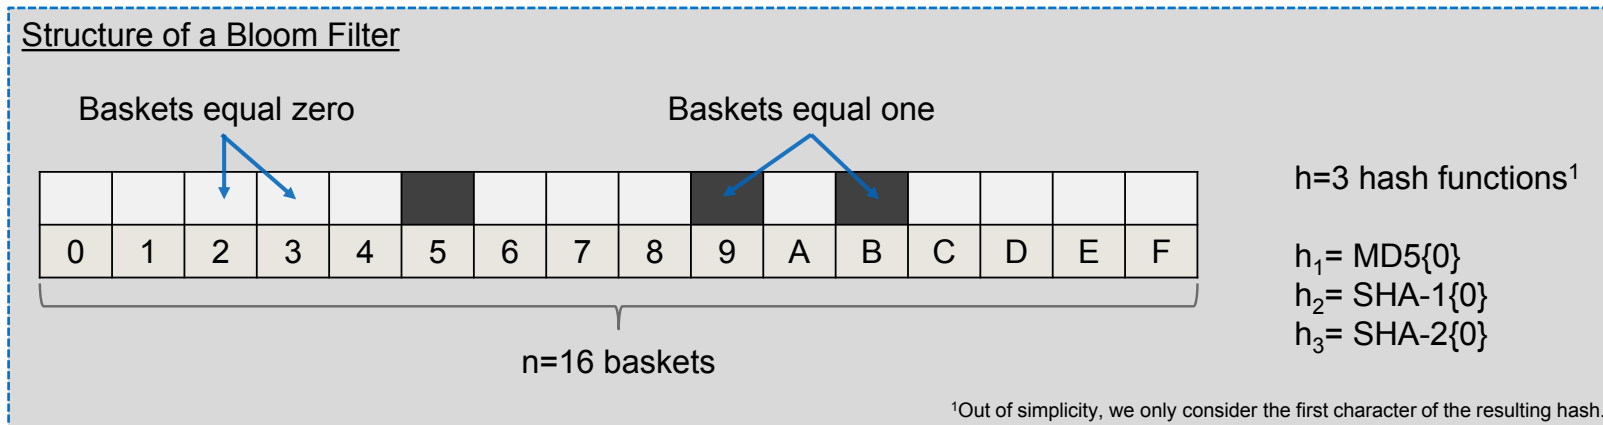 Structure of a Bloom Filter
Baskets equal zero
Baskets equal one
0 1 2 3 4 5 6 7 8 9 A B C D E F
n=16 baskets
h=3 hash functions¹
h₁= MD5{0}
h₂= SHA-1{0}
h₃= SHA-2{0}
¹Out of simplicity, we only consider the first character of the resulting hash.